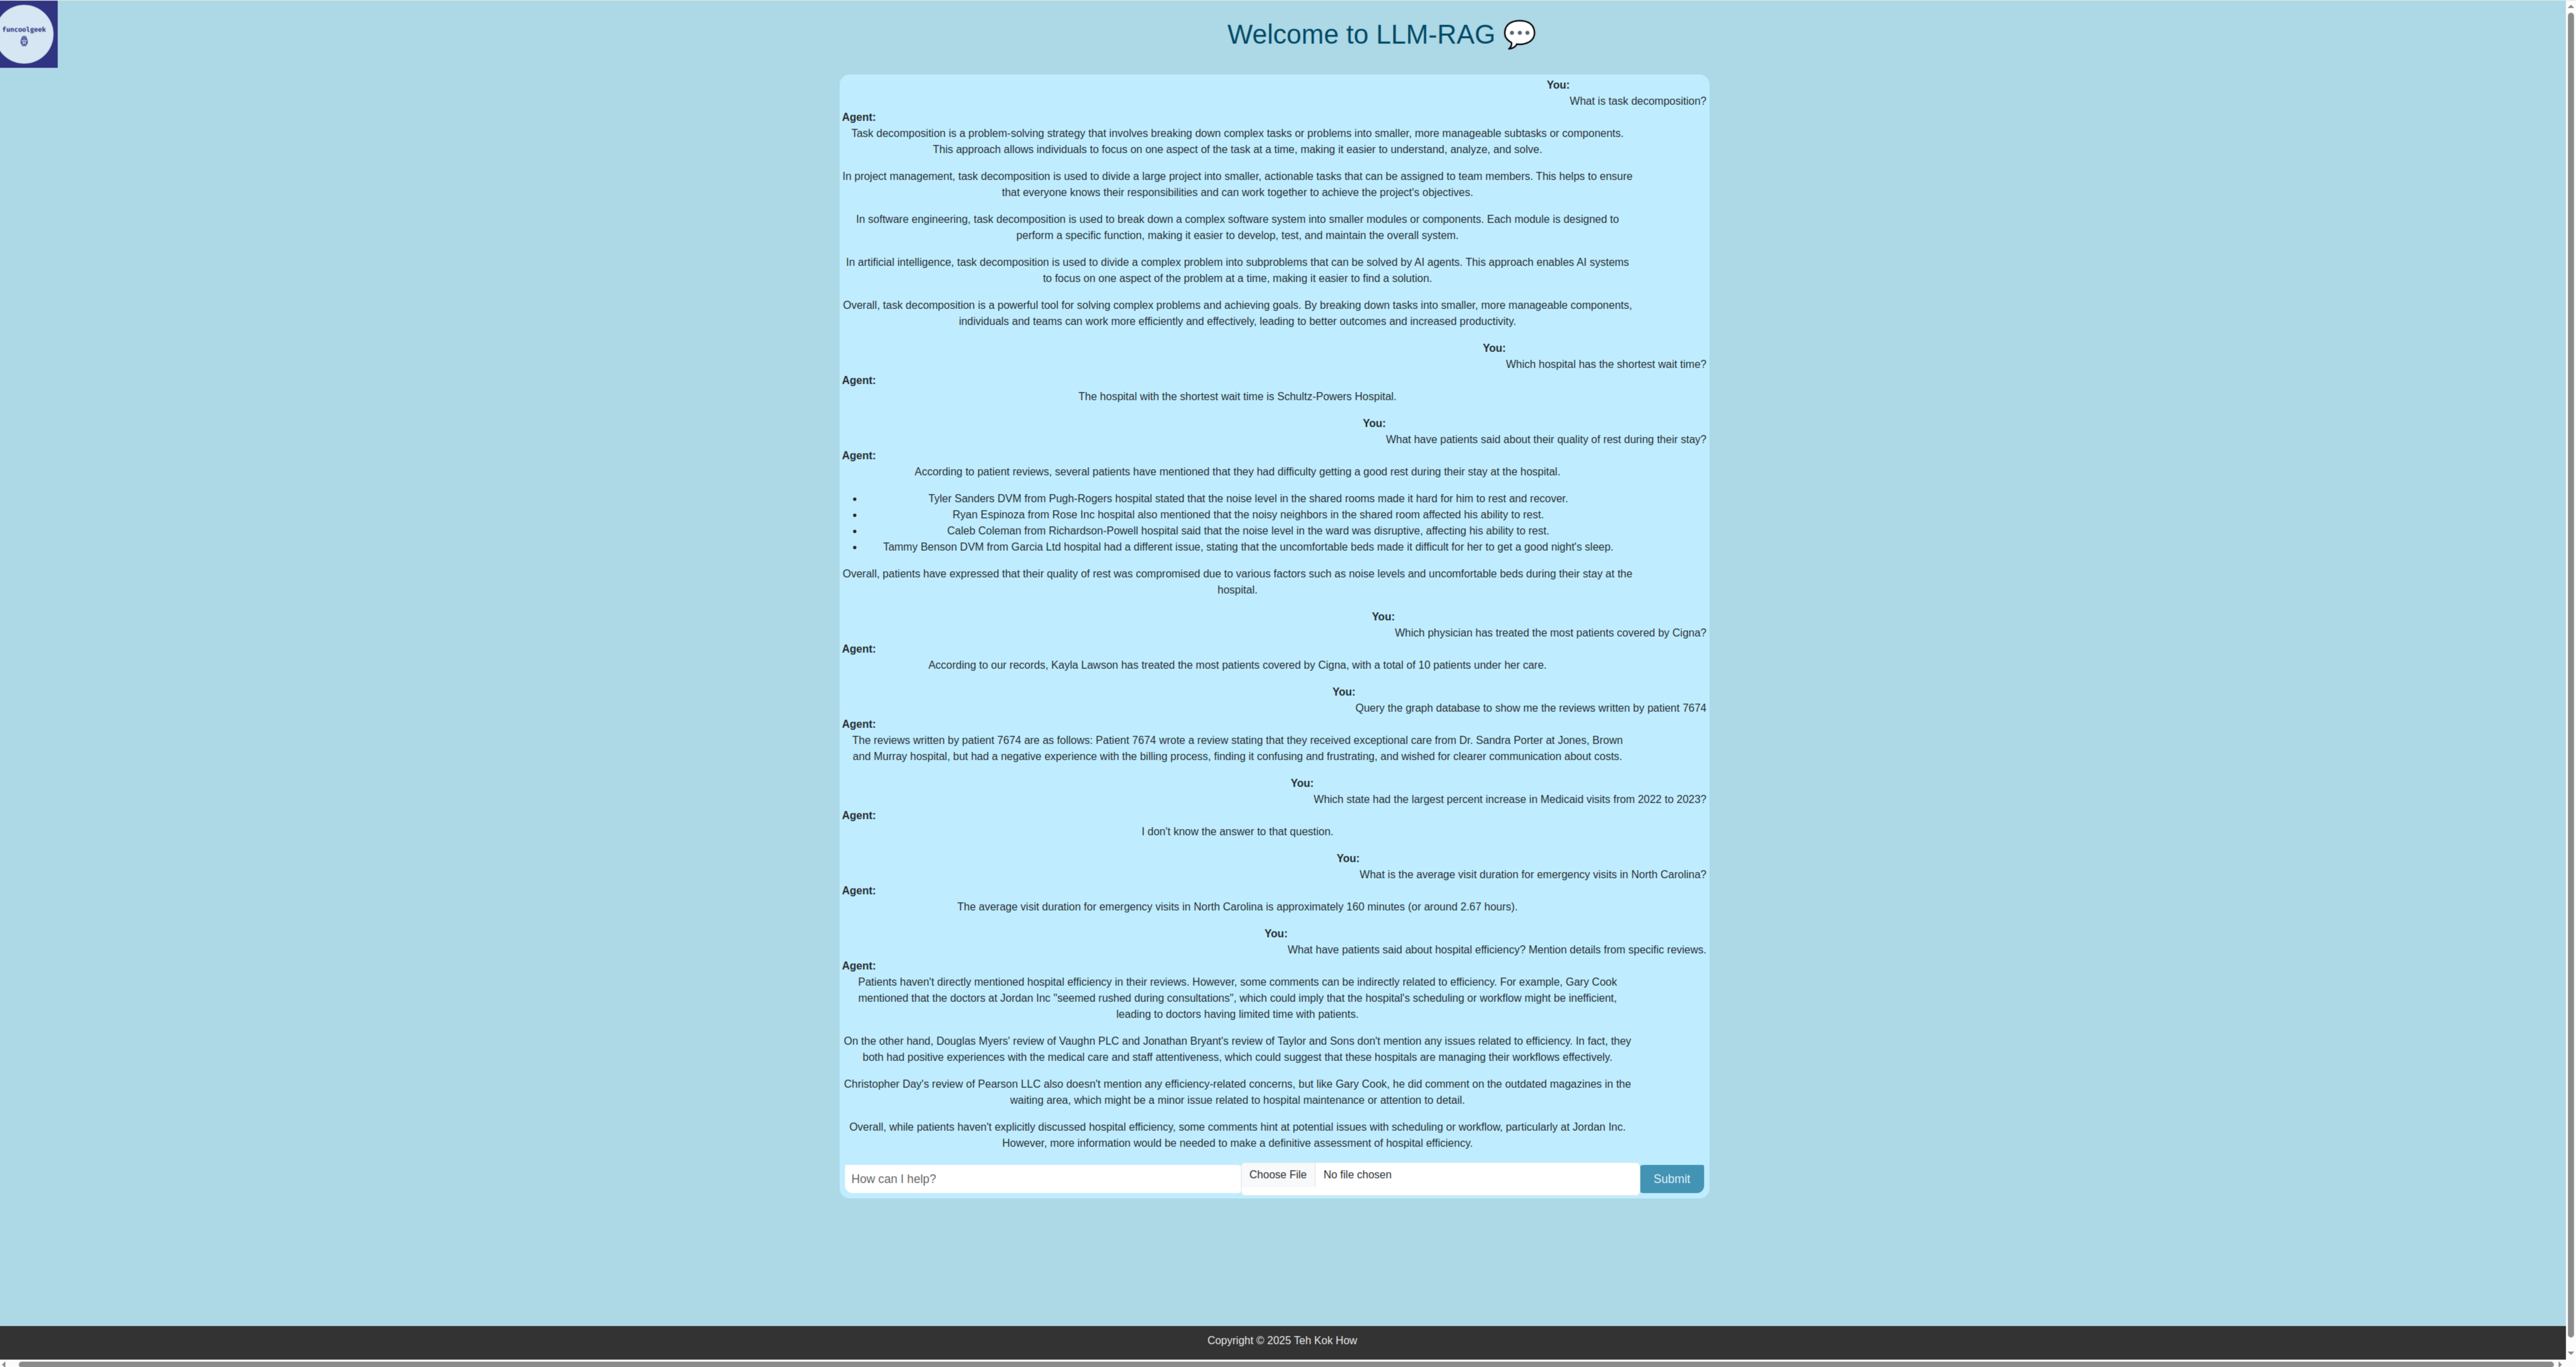 funcoolgeek
Welcome to LLM-RAG 💬
You:
What is task decomposition?
Agent:
Task decomposition is a problem-solving strategy that involves breaking down complex tasks or problems into smaller, more manageable subtasks or components.
This approach allows individuals to focus on one aspect of the task at a time, making it easier to understand, analyze, and solve.
In project management, task decomposition is used to divide a large project into smaller, actionable tasks that can be assigned to team members. This helps to ensure
that everyone knows their responsibilities and can work together to achieve the project's objectives.
In software engineering, task decomposition is used to break down a complex software system into smaller modules or components. Each module is designed to
perform a specific function, making it easier to develop, test, and maintain the overall system.
In artificial intelligence, task decomposition is used to divide a complex problem into subproblems that can be solved by AI agents. This approach enables AI systems
to focus on one aspect of the problem at a time, making it easier to find a solution.
Overall, task decomposition is a powerful tool for solving complex problems and achieving goals. By breaking down tasks into smaller, more manageable components,
individuals and teams can work more efficiently and effectively, leading to better outcomes and increased productivity.
You:
Which hospital has the shortest wait time?
Agent:
The hospital with the shortest wait time is Schultz-Powers Hospital.
You:
What have patients said about their quality of rest during their stay?
Agent:
According to patient reviews, several patients have mentioned that they had difficulty getting a good rest during their stay at the hospital.
• Tyler Sanders DVM from Pugh-Rogers hospital stated that the noise level in the shared rooms made it hard for him to rest and recover.
• Ryan Espinoza from Rose Inc hospital also mentioned that the noisy neighbors in the shared room affected his ability to rest.
• Caleb Coleman from Richardson-Powell hospital said that the noise level in the ward was disruptive, affecting his ability to rest.
• Tammy Benson DVM from Garcia Ltd hospital had a different issue, stating that the uncomfortable beds made it difficult for her to get a good night's sleep.
Overall, patients have expressed that their quality of rest was compromised due to various factors such as noise levels and uncomfortable beds during their stay at the
hospital.
You:
Which physician has treated the most patients covered by Cigna?
Agent:
According to our records, Kayla Lawson has treated the most patients covered by Cigna, with a total of 10 patients under her care.
You:
Query the graph database to show me the reviews written by patient 7674
Agent:
The reviews written by patient 7674 are as follows: Patient 7674 wrote a review stating that they received exceptional care from Dr. Sandra Porter at Jones, Brown
and Murray hospital, but had a negative experience with the billing process, finding it confusing and frustrating, and wished for clearer communication about costs.
You:
Which state had the largest percent increase in Medicaid visits from 2022 to 2023?
Agent:
I don't know the answer to that question.
You:
What is the average visit duration for emergency visits in North Carolina?
Agent:
The average visit duration for emergency visits in North Carolina is approximately 160 minutes (or around 2.67 hours).
You:
What have patients said about hospital efficiency? Mention details from specific reviews.
Agent:
Patients haven't directly mentioned hospital efficiency in their reviews. However, some comments can be indirectly related to efficiency. For example, Gary Cook
mentioned that the doctors at Jordan Inc "seemed rushed during consultations", which could imply that the hospital's scheduling or workflow might be inefficient,
leading to doctors having limited time with patients.
On the other hand, Douglas Myers' review of Vaughn PLC and Jonathan Bryant's review of Taylor and Sons don't mention any issues related to efficiency. In fact, they
both had positive experiences with the medical care and staff attentiveness, which could suggest that these hospitals are managing their workflows effectively.
Christopher Day's review of Pearson LLC also doesn't mention any efficiency-related concerns, but like Gary Cook, he did comment on the outdated magazines in the
waiting area, which might be a minor issue related to hospital maintenance or attention to detail.
Overall, while patients haven't explicitly discussed hospital efficiency, some comments hint at potential issues with scheduling or workflow, particularly at Jordan Inc.
However, more information would be needed to make a definitive assessment of hospital efficiency.
How can I help? Choose File No file chosen Submit
Copyright © 2025 Teh Kok How